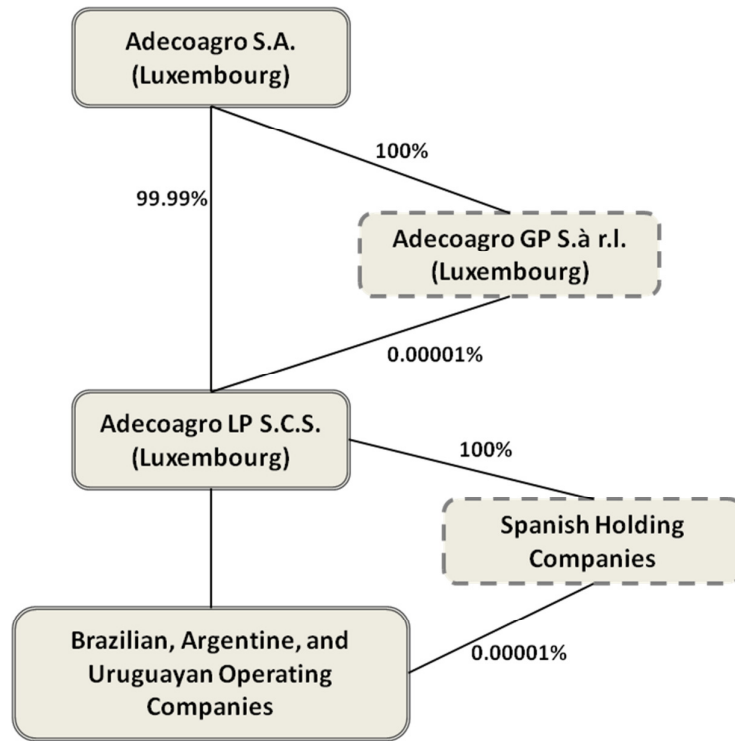 Adecoagro S.A.
(Luxembourg)
100%
99.99%
Adecoagro GP S.à r.l.
(Luxembourg)
0.00001%
Adecoagro LP S.C.S.
(Luxembourg)
100%
Spanish Holding
Companies
Brazilian, Argentine, and
Uruguayan Operating
Companies
0.00001%